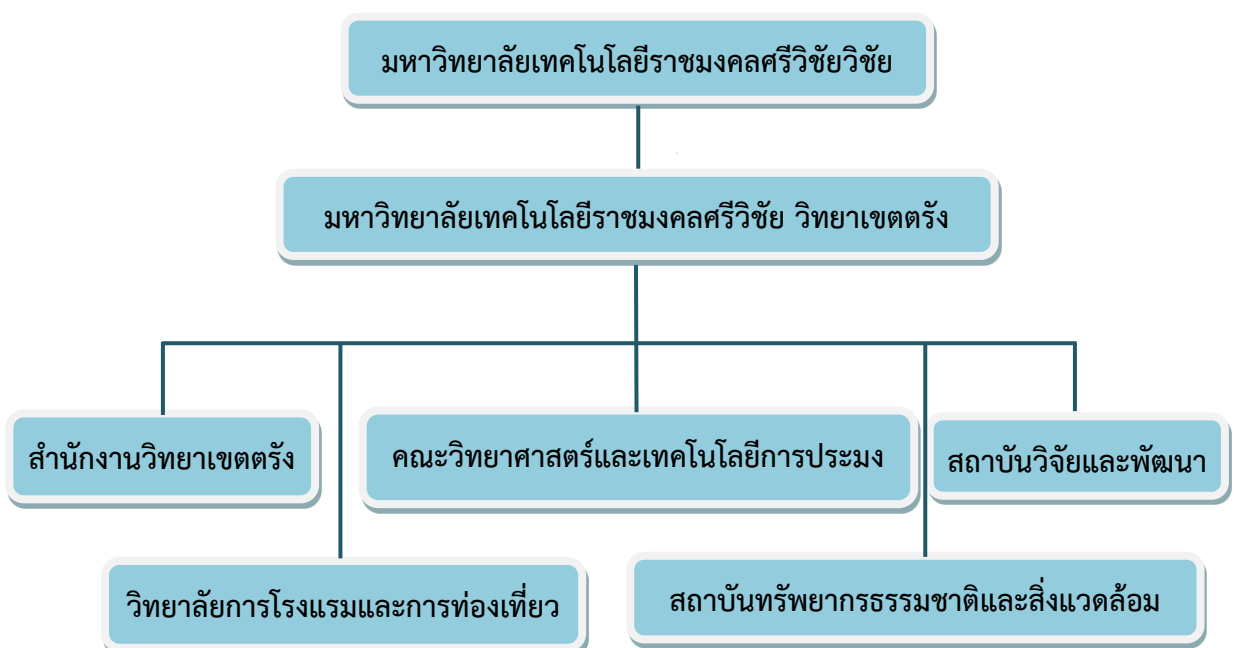 มหาวิทยาลัยเทคโนโลยีราชมงคลศรีวิชัยวิชัย
มหาวิทยาลัยเทคโนโลยีราชมงคลศรีวิชัย วิทยาเขตตรัง
สำนักงานวิทยาเขตตรัง
คณะวิทยาศาสตร์และเทคโนโลยีการประมง
สถาบันวิจัยและพัฒนา
วิทยาลัยการโรงแรมและการท่องเที่ยว
สถาบันทรัพยากรธรรมชาติและสิ่งแวดล้อม